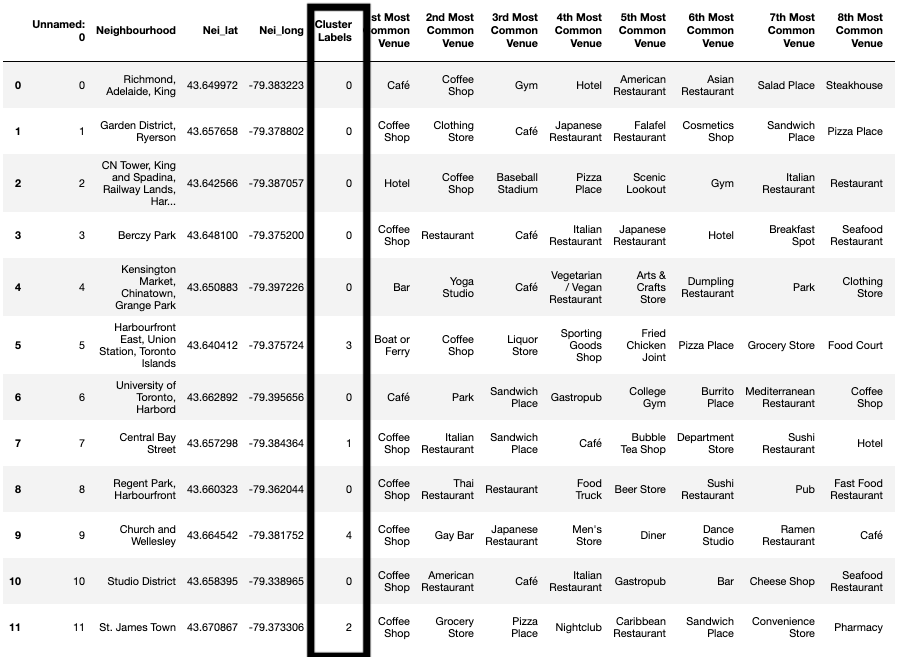 Unnamed: 0 Neighbourhood Nei_lat Nei_long Cluster Labels st Most ommon Venue 2nd Most Common Venue 3rd Most Common Venue 4th Most Common Venue 5th Most Common Venue 6th Most Common Venue 7th Most Common Venue 8th Most Common Venue
0 0 Richmond, Adelaide, King 43.649972 -79.383223 0 Café Coffee Shop Gym Hotel American Restaurant Asian Restaurant Salad Place Steakhouse
1 1 Garden District, Ryerson 43.657658 -79.378802 0 Coffee Shop Clothing Store Café Japanese Restaurant Falafel Restaurant Cosmetics Shop Sandwich Place Pizza Place
2 2 CN Tower, King and Spadina, Railway Lands, Har... 43.642566 -79.387057 0 Hotel Coffee Shop Baseball Stadium Pizza Place Scenic Lookout Gym Italian Restaurant Restaurant
3 3 Berczy Park 43.648100 -79.375200 0 Coffee Shop Restaurant Café Italian Restaurant Japanese Restaurant Hotel Breakfast Spot Seafood Restaurant
4 4 Kensington Market, Chinatown, Grange Park 43.650883 -79.397226 0 Bar Yoga Studio Café Vegetarian / Vegan Restaurant Arts & Crafts Store Dumpling Restaurant Park Clothing Store
5 5 Harbourfront East, Union Station, Toronto Islands 43.640412 -79.375724 3 Boat or Ferry Coffee Shop Liquor Store Sporting Goods Shop Fried Chicken Joint Pizza Place Grocery Store Food Court
6 6 University of Toronto, Harbord 43.662892 -79.395656 0 Café Park Sandwich Place Gastropub College Gym Burrito Place Mediterranean Restaurant Coffee Shop
7 7 Central Bay Street 43.657298 -79.384364 1 Coffee Shop Italian Restaurant Sandwich Place Café Bubble Tea Shop Department Store Sushi Restaurant Hotel
8 8 Regent Park, Harbourfront 43.660323 -79.362044 0 Coffee Shop Thai Restaurant Restaurant Food Truck Beer Store Sushi Restaurant Pub Fast Food Restaurant
9 9 Church and Wellesley 43.664542 -79.381752 4 Coffee Shop Gay Bar Japanese Restaurant Men's Store Diner Dance Studio Ramen Restaurant Café
10 10 Studio District 43.658395 -79.338965 0 Coffee Shop American Restaurant Café Italian Restaurant Gastropub Bar Cheese Shop Seafood Restaurant
11 11 St. James Town 43.670867 -79.373306 2 Coffee Shop Grocery Store Pizza Place Nightclub Caribbean Restaurant Sandwich Place Convenience Store Pharmacy